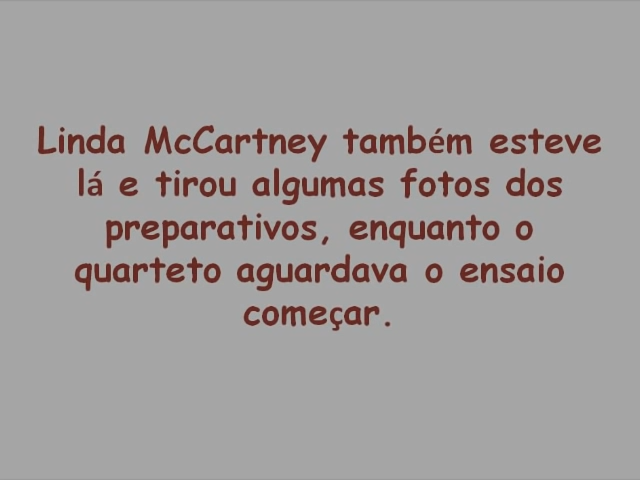 Linda McCartney também esteve
lá e tirou algumas fotos dos
preparativos, enquanto o
quarteto aguardava o ensaio
começar.